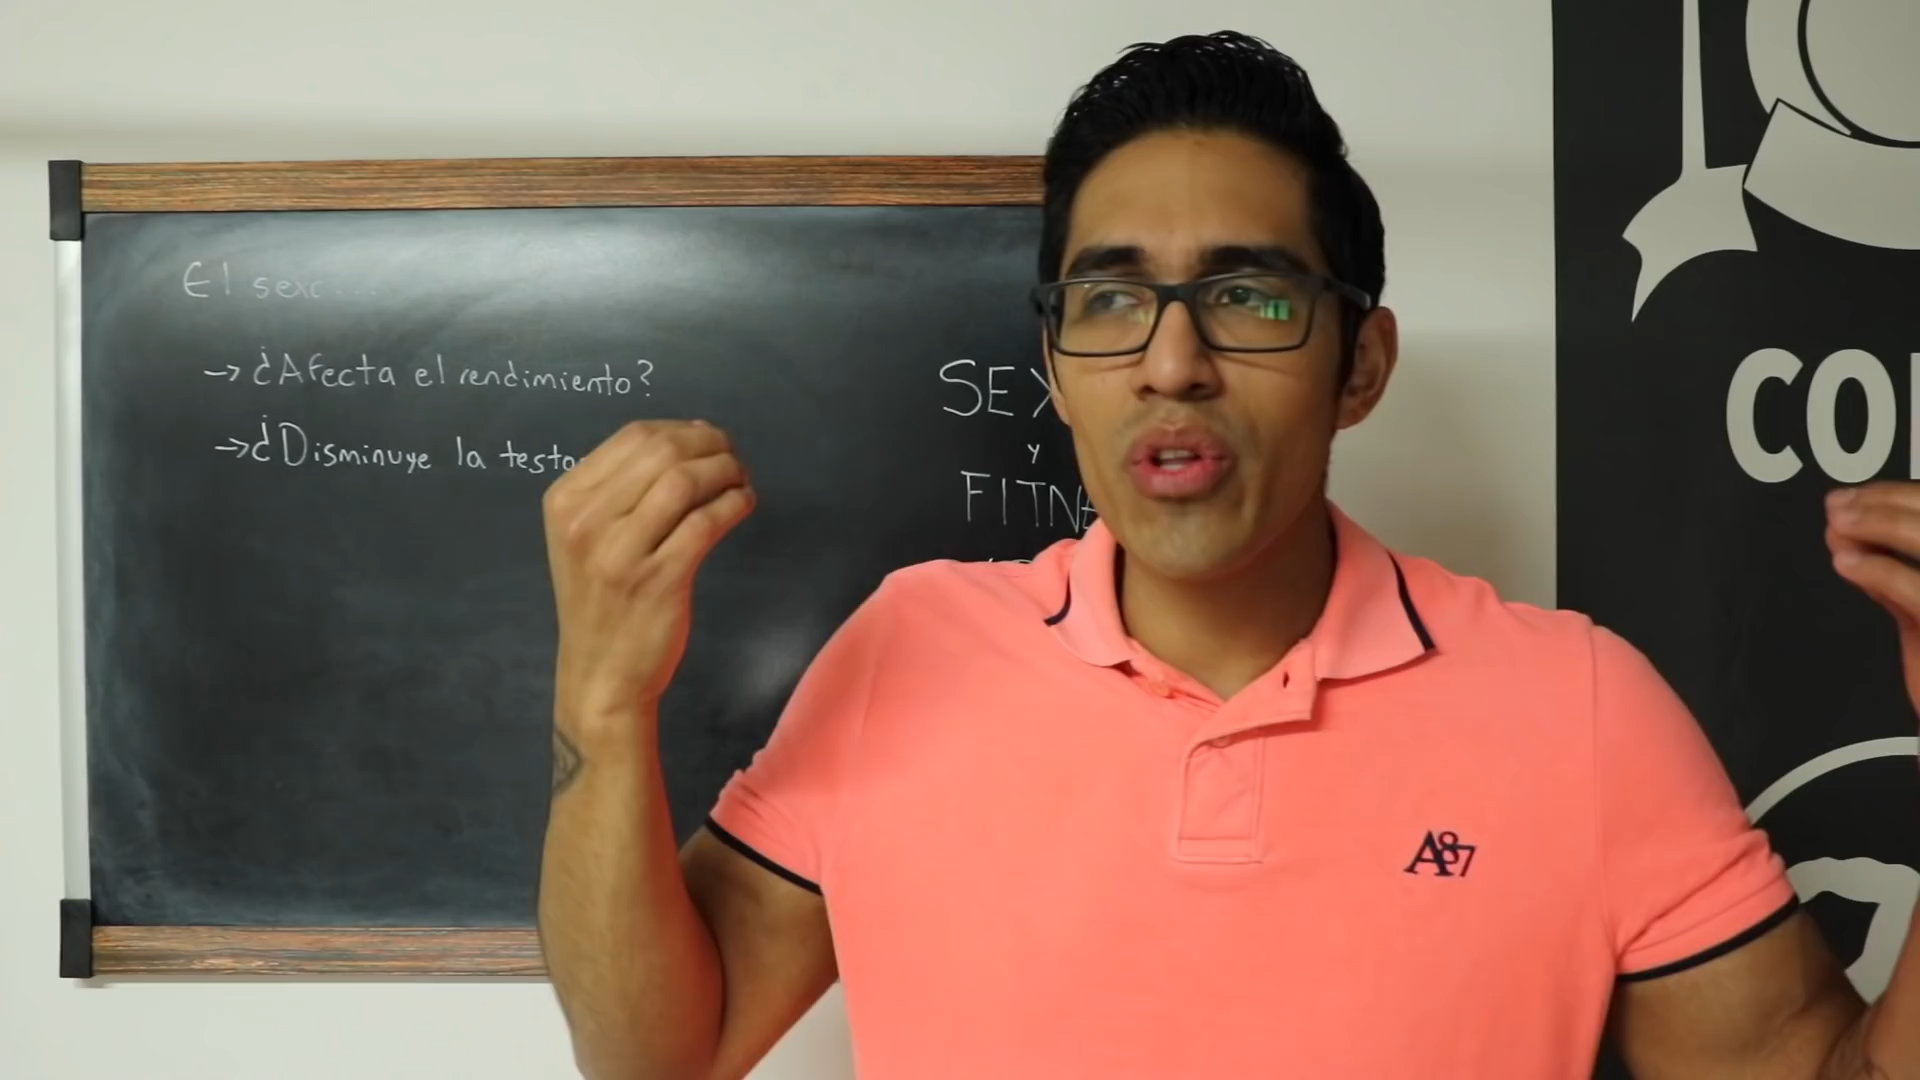 El sexo...
→ ¿Afecta el rendimiento?
→ ¿Disminuye la testo
SEX
y
FITNE
CO
A87